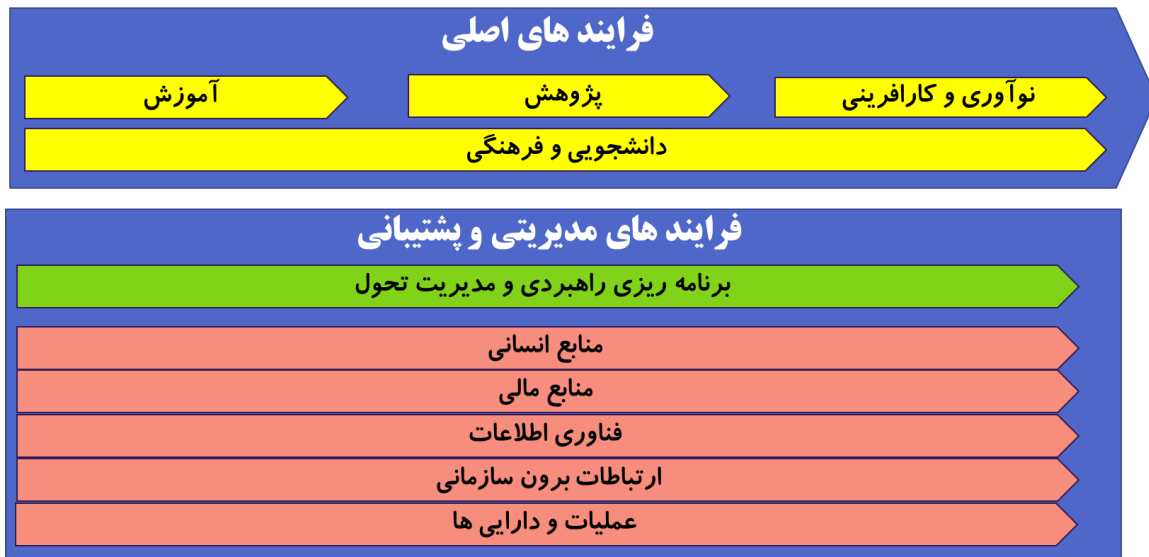 فرایند های اصلی
آموزش
پژوهش
نوآوری و کارافرینی
دانشجویی و فرهنگی
فرایند های مدیریتی و پشتیبانی
برنامه ریزی راهبردی و مدیریت تحول
منابع انسانی
منابع مالی
فناوری اطلاعات
ارتباطات برون سازمانی
عملیات و دارایی ها